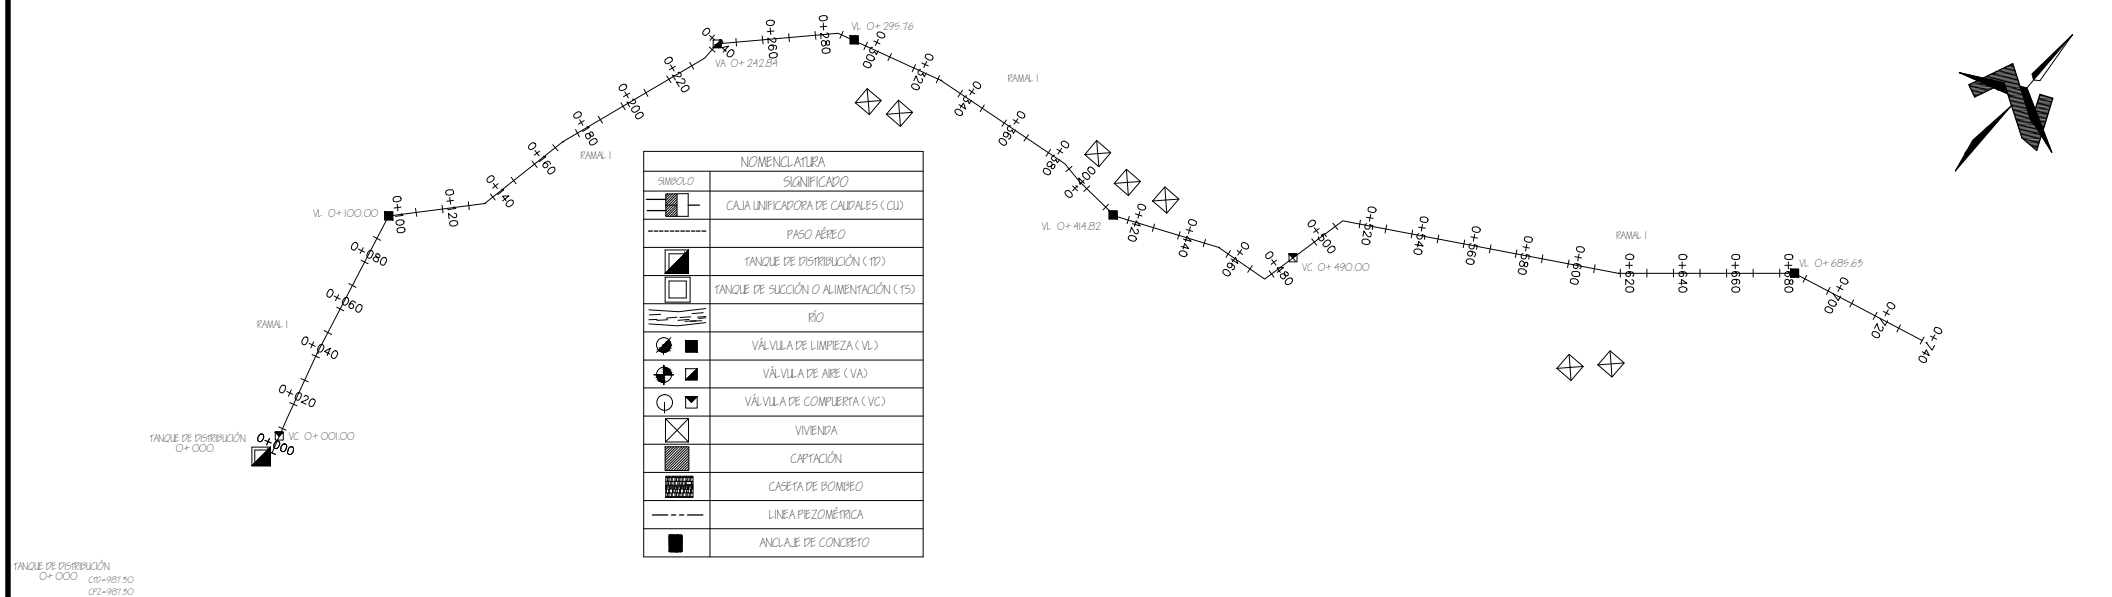 TANQUE DE DISTRIBUCIÓN
0+000
0+000
VC 0+001.00
0+020
0+040
RAMAL 1
0+060
0+080
VL 0+100.00
0+100
0+120
0+140
0+160
0+180
RAMAL 1
0+200
0+220
0+240
VA 0+242.84
0+260
0+280
VL 0+295.76
0+300
0+320
RAMAL 1
0+340
0+360
0+380
0+400
VL 0+414.82
0+420
0+440
0+460
0+480
VC 0+490.00
0+500
0+520
0+540
0+560
0+580
0+600
RAMAL 1
0+620
0+640
0+660
0+680
VL 0+685.63
0+700
0+720
0+740
NOMENCLATURA
SIMBOLO SIGNIFICADO
CAJA UNIFICADORA DE CAUDALES (CU)
PASO AÉREO
TANQUE DE DISTRIBUCIÓN (TD)
TANQUE DE SUCCIÓN O ALIMENTACIÓN (TS)
RÍO
VÁLVULA DE LIMPIEZA (VL)
VÁLVULA DE AIRE (VA)
VÁLVULA DE COMPUERTA (VC)
VIVIENDA
CAPTACIÓN
CASETA DE BOMBEO
LINEA PIEZOMÉTRICA
ANCLAJE DE CONCRETO
TANQUE DE DISTRIBUCIÓN
0+000
CTD=987.30
CPZ=987.30